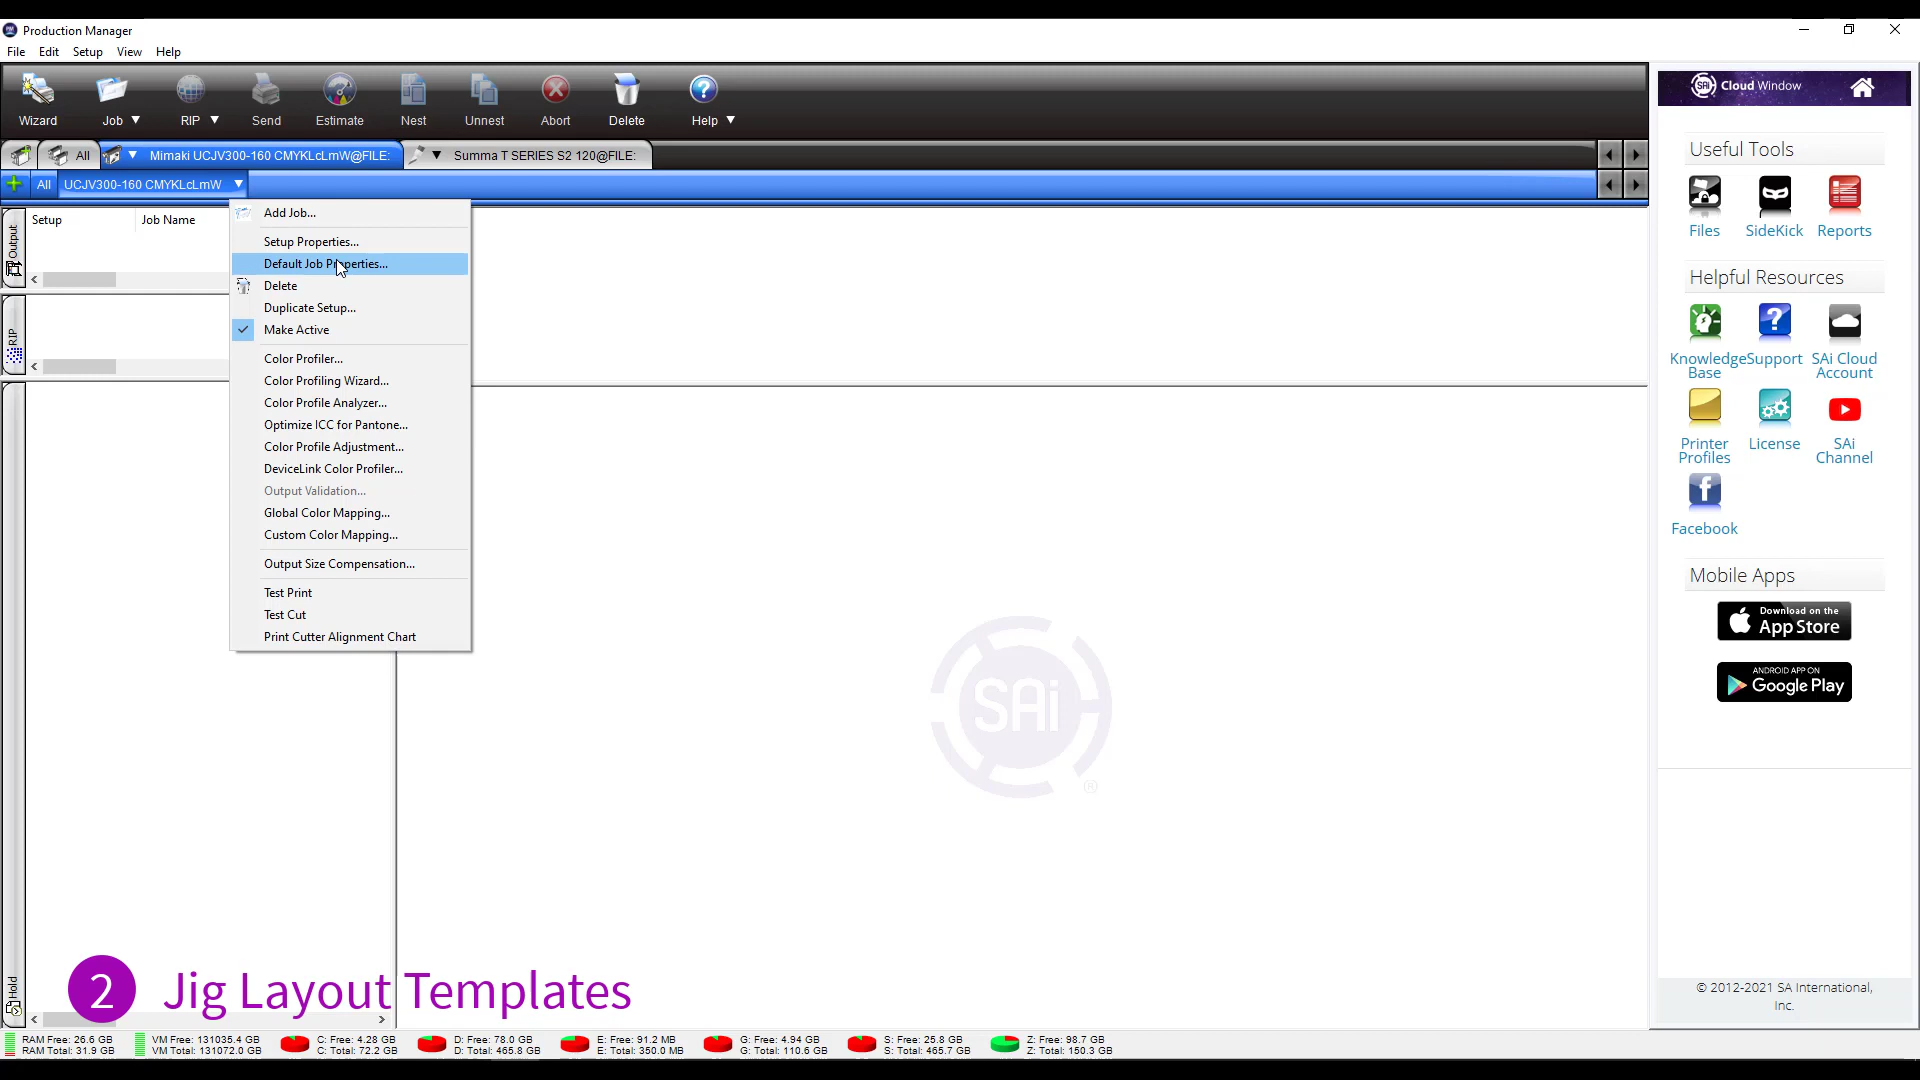 Production Manager
File Edit Setup View Help
Wizard Job RIP Send Estimate Nest Unnest Abort Delete Help
All Mimaki UCJV300-160 CMYKLcLmW@FILE: Summa T SERIES S2 120@FILE:
All UCJV300-160 CMYKLcLmW
Output
Setup Job Name
RIP
Hold
Add Job...
Setup Properties...
Default Job Properties...
Delete
Duplicate Setup...
Make Active
Color Profiler...
Color Profiling Wizard...
Color Profile Analyzer...
Optimize ICC for Pantone...
Color Profile Adjustment...
DeviceLink Color Profiler...
Output Validation...
Global Color Mapping...
Custom Color Mapping...
Output Size Compensation...
Test Print
Test Cut
Print Cutter Alignment Chart
SAi
®
2 Jig Layout Templates
SAi Cloud Window
Useful Tools
Files SideKick Reports
Helpful Resources
Knowledge Base
Support
SAi Cloud Account
Printer Profiles
License
SAi Channel
Facebook
Mobile Apps
Download on the
App Store
ANDROID APP ON
Google Play
© 2012-2021 SA International,
Inc.
RAM Free: 26.6 GB VM Free: 131035.4 GB C: Free: 4.28 GB D: Free: 78.0 GB E: Free: 91.2 MB G: Free: 4.94 GB S: Free: 25.8 GB Z: Free: 98.7 GB
RAM Total: 31.9 GB VM Total: 131072.0 GB C: Total: 72.2 GB D: Total: 465.8 GB E: Total: 350.0 MB G: Total: 110.6 GB S: Total: 465.7 GB Z: Total: 150.3 GB